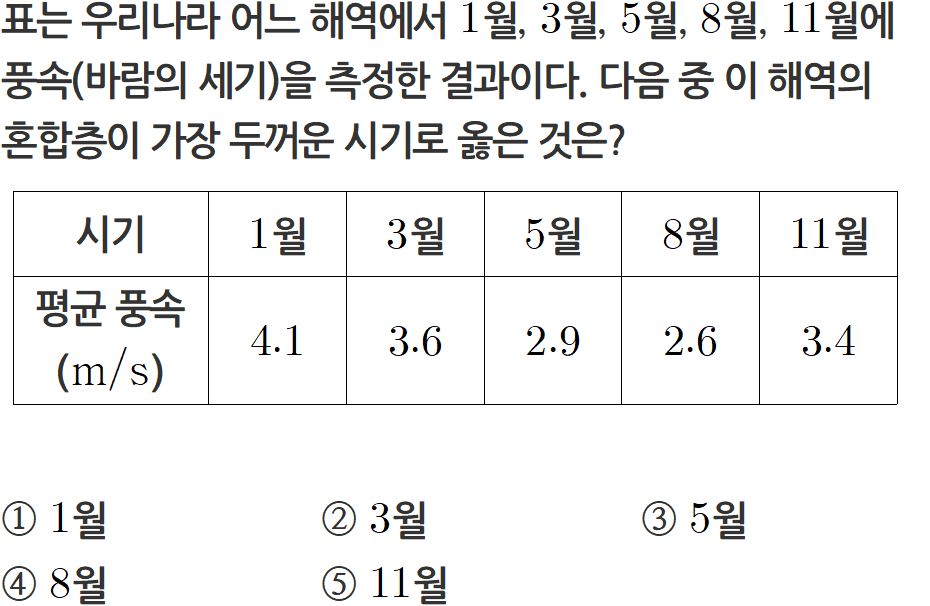 표는 우리나라 어느 해역에서 1월, 3월, 5월, 8월, 11월에
풍속(바람의 세기)을 측정한 결과이다. 다음 중 이 해역의
혼합층이 가장 두꺼운 시기로 옳은 것은?
시기 1월 3월 5월 8월 11월
평균 풍속
(m/s) 4.1 3.6 2.9 2.6 3.4
① 1월 ② 3월 ③ 5월
④ 8월 ⑤ 11월